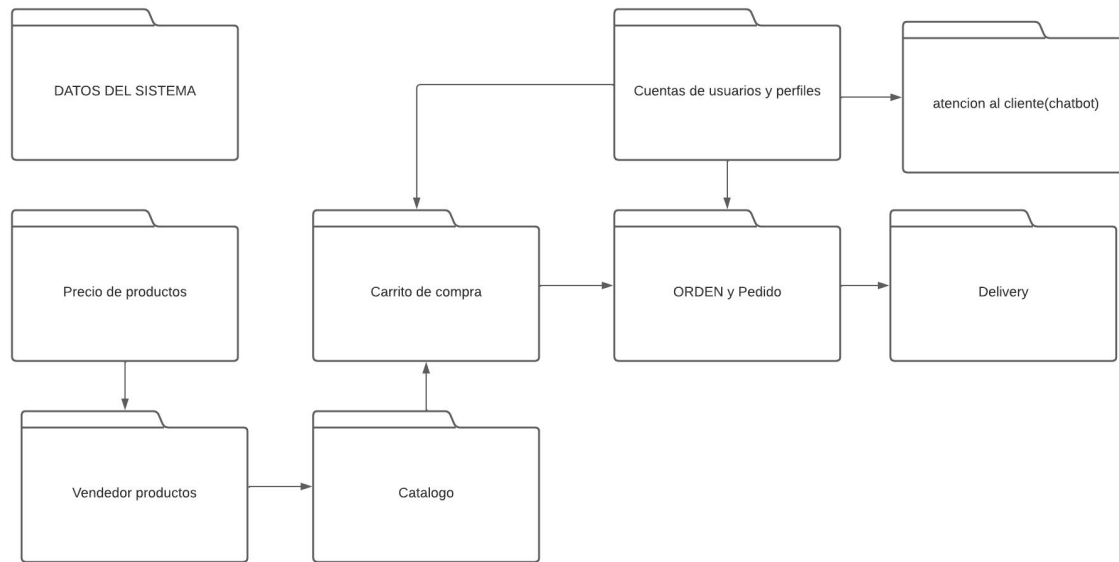 DATOS DEL SISTEMA
Cuentas de usuarios y perfiles
atencion al cliente(chatbot)
Precio de productos
Carrito de compra
ORDEN y Pedido
Delivery
Vendedor productos
Catalogo